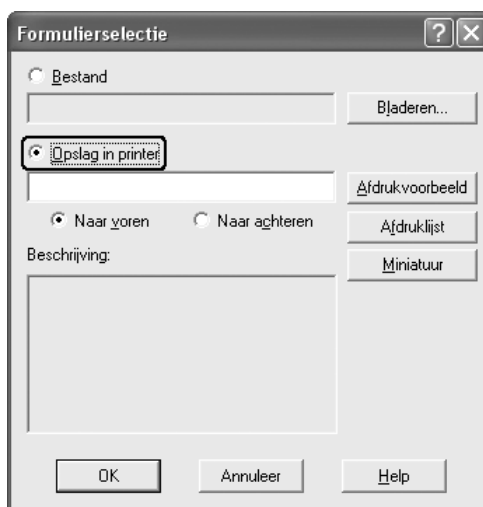 Formulierselectie
Bestand
Bladeren...
Opslag in printer
Afdrukvoorbeeld
Naar voren Naar achteren Afdruklijst
Beschrijving: Miniatuur
OK Annuleer Help